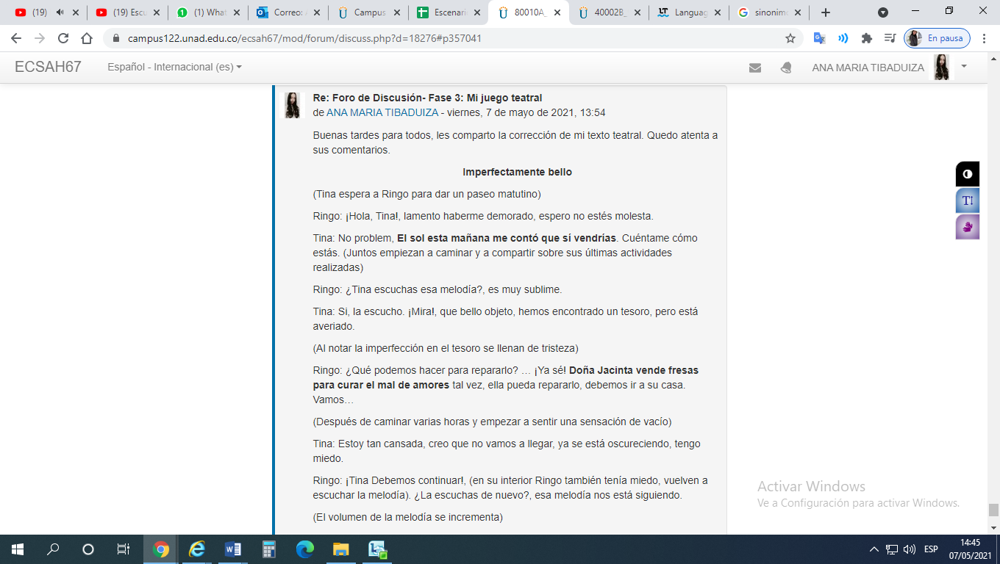 (19)
(19) Escu
(1) What
Correo: A
Campus
Escenari
80010A_
40002B_
Languag
sinonimo
campus122.unad.edu.co/ecsah67/mod/forum/discuss.php?d=18276#p357041
En pausa
ECSAH67
Español - Internacional (es)
ANA MARIA TIBADUIZA
Re: Foro de Discusión- Fase 3: Mi juego teatral
de ANA MARIA TIBADUIZA - viernes, 7 de mayo de 2021, 13:54
Buenas tardes para todos, les comparto la corrección de mi texto teatral. Quedo atenta a
sus comentarios.
Imperfectamente bello
(Tina espera a Ringo para dar un paseo matutino)
Ringo: ¡Hola, Tina!, lamento haberme demorado, espero no estés molesta.
Tina: No problem, El sol esta mañana me contó que sí vendrías. Cuéntame cómo
estás. (Juntos empiezan a caminar y a compartir sobre sus últimas actividades
realizadas)
Ringo: ¿Tina escuchas esa melodía?, es muy sublime.
Tina: Si, la escucho. ¡Mira!, que bello objeto, hemos encontrado un tesoro, pero está
averiado.
(Al notar la imperfección en el tesoro se llenan de tristeza)
Ringo: ¿Qué podemos hacer para repararlo? … ¡Ya sé! Doña Jacinta vende fresas
para curar el mal de amores tal vez, ella pueda repararlo, debemos ir a su casa.
Vamos…
(Después de caminar varias horas y empezar a sentir una sensación de vacío)
Tina: Estoy tan cansada, creo que no vamos a llegar, ya se está oscureciendo, tengo
miedo.
Ringo: ¡Tina Debemos continuar!, (en su interior Ringo también tenía miedo, vuelven a
escuchar la melodía). ¿La escuchas de nuevo?, esa melodía nos está siguiendo.
(El volumen de la melodía se incrementa)
Activar Windows
Ve a Configuración para activar Windows.
ESP
14:45
07/05/2021